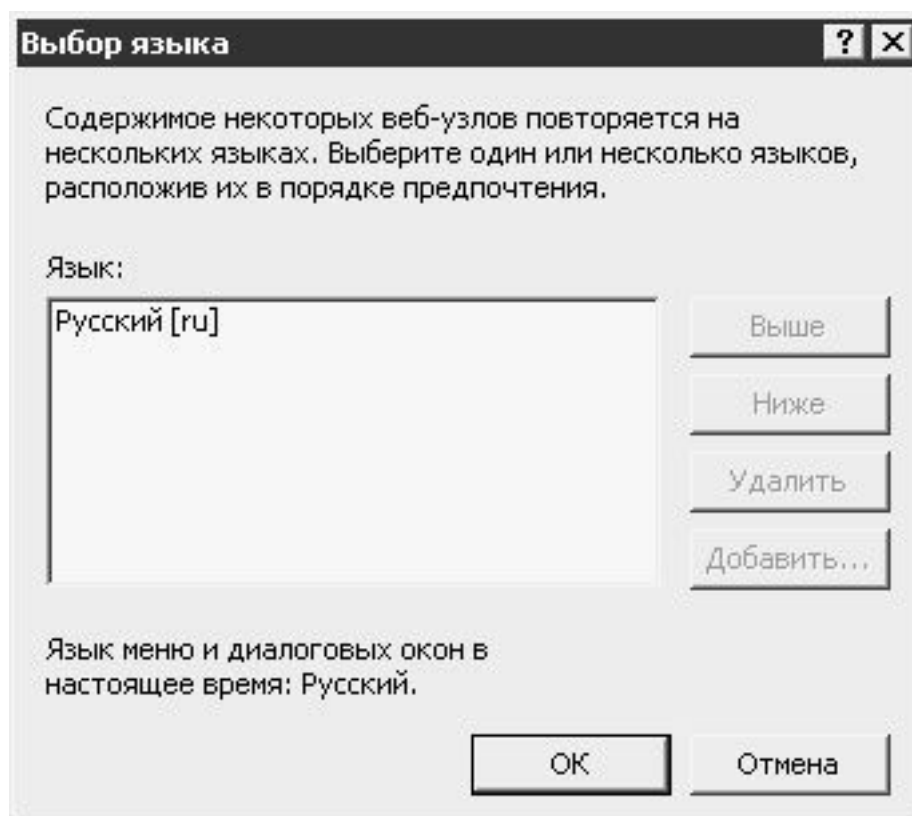 Выбор языка
Содержимое некоторых веб-узлов повторяется на
нескольких языках. Выберите один или несколько языков,
расположив их в порядке предпочтения.
Язык:
Русский [ru]
Выше
Ниже
Удалить
Добавить...
Язык меню и диалоговых окон в
настоящее время: Русский.
ОК
Отмена